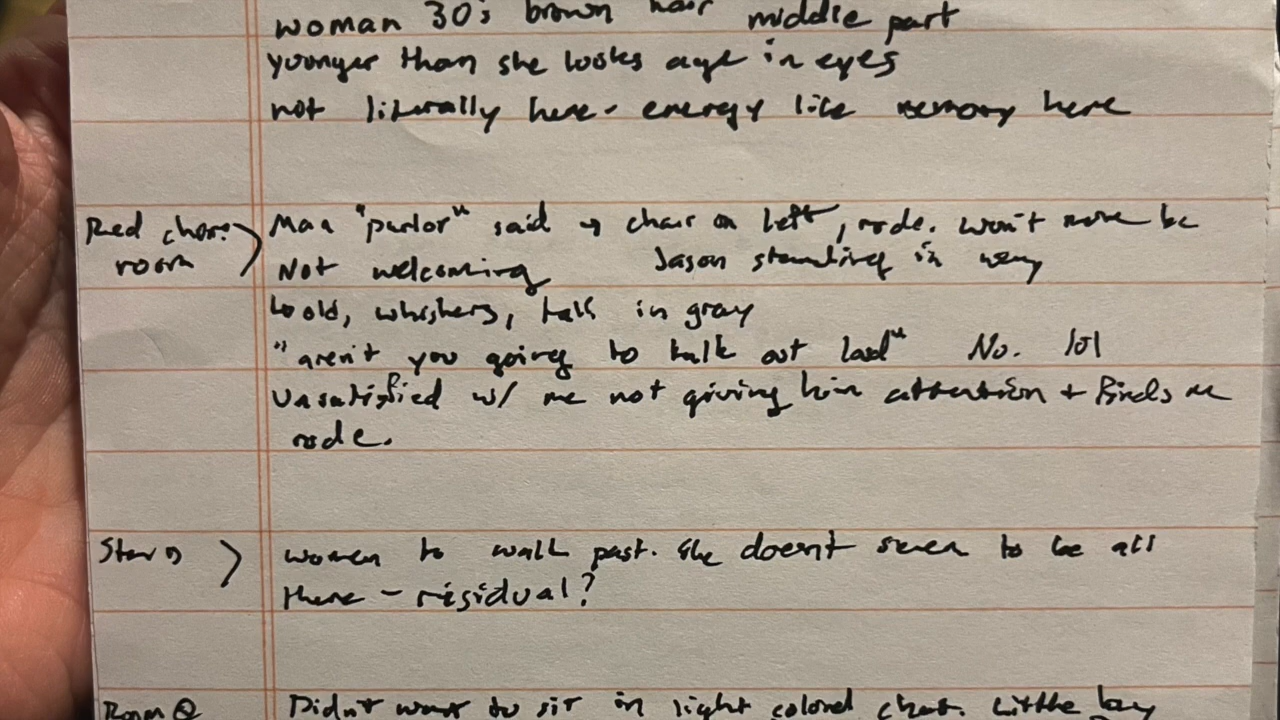 woman 30's brown hair middle part
younger than she looks age in eyes
not literally here - energy like memory here
Red chair room > Man "parlor" said → chair on left, rude. won't move bc
Not welcoming Jason standing in way
old, whiskers, talk in gray
"aren't you going to talk out loud" No. lol
Unsatisfied w/ me not giving him attention + finds me
rude.
Stairs > women to walk past. She doesn't seem to be all
there - residual?
Room Didn't want to sit in light colored chair. Little boy